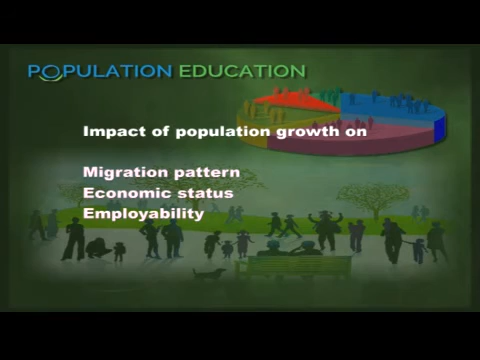 POPULATION EDUCATION
Impact of population growth on
Migration pattern
Economic status
Employability